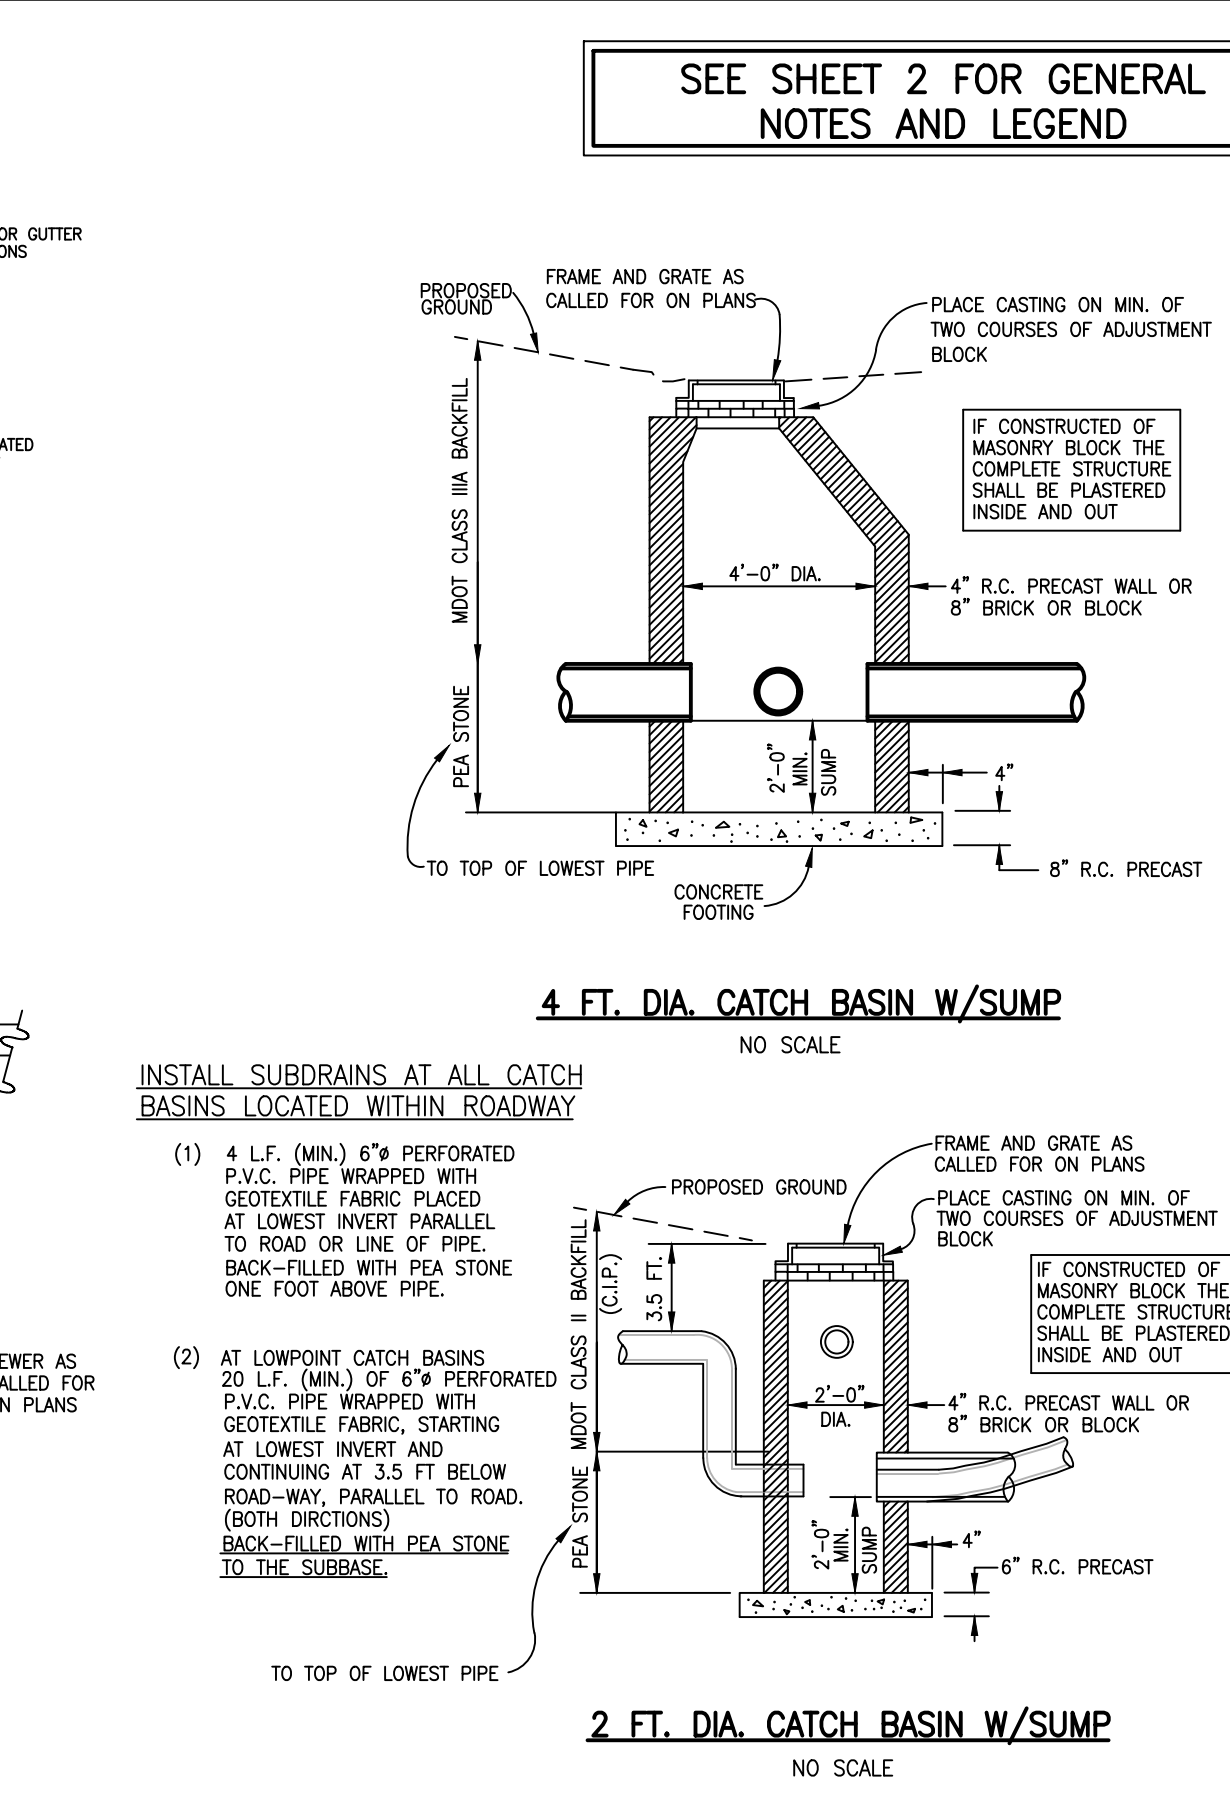 SEE SHEET 2 FOR GENERAL
NOTES AND LEGEND
OR GUTTER
ONS
ATED
PROPOSED
GROUND
FRAME AND GRATE AS
CALLED FOR ON PLANS
PLACE CASTING ON MIN. OF
TWO COURSES OF ADJUSTMENT
BLOCK
IF CONSTRUCTED OF
MASONRY BLOCK THE
COMPLETE STRUCTURE
SHALL BE PLASTERED
INSIDE AND OUT
MDOT CLASS IIIA BACKFILL
4'-0" DIA.
4" R.C. PRECAST WALL OR
8" BRICK OR BLOCK
PEA STONE
2'-0"
MIN.
SUMP
4"
TO TOP OF LOWEST PIPE
8" R.C. PRECAST
CONCRETE
FOOTING
4 FT. DIA. CATCH BASIN W/SUMP
NO SCALE
INSTALL SUBDRAINS AT ALL CATCH
BASINS LOCATED WITHIN ROADWAY
(1) 4 L.F. (MIN.) 6"ø PERFORATED
P.V.C. PIPE WRAPPED WITH
GEOTEXTILE FABRIC PLACED
AT LOWEST INVERT PARALLEL
TO ROAD OR LINE OF PIPE.
BACK-FILLED WITH PEA STONE
ONE FOOT ABOVE PIPE.
(2) AT LOWPOINT CATCH BASINS
20 L.F. (MIN.) OF 6"ø PERFORATED
P.V.C. PIPE WRAPPED WITH
GEOTEXTILE FABRIC, STARTING
AT LOWEST INVERT AND
CONTINUING AT 3.5 FT BELOW
ROAD-WAY, PARALLEL TO ROAD.
(BOTH DIRCTIONS)
BACK-FILLED WITH PEA STONE
TO THE SUBBASE.
EWER AS
ALLED FOR
N PLANS
FRAME AND GRATE AS
CALLED FOR ON PLANS
PROPOSED GROUND
PLACE CASTING ON MIN. OF
TWO COURSES OF ADJUSTMENT
BLOCK
IF CONSTRUCTED OF
MASONRY BLOCK THE
COMPLETE STRUCTURE
SHALL BE PLASTERED
INSIDE AND OUT
MDOT CLASS II BACKFILL
(C.I.P.)
3.5 FT.
2'-0"
DIA.
4" R.C. PRECAST WALL OR
8" BRICK OR BLOCK
PEA STONE
2'-0"
MIN.
SUMP
4"
6" R.C. PRECAST
TO TOP OF LOWEST PIPE
2 FT. DIA. CATCH BASIN W/SUMP
NO SCALE